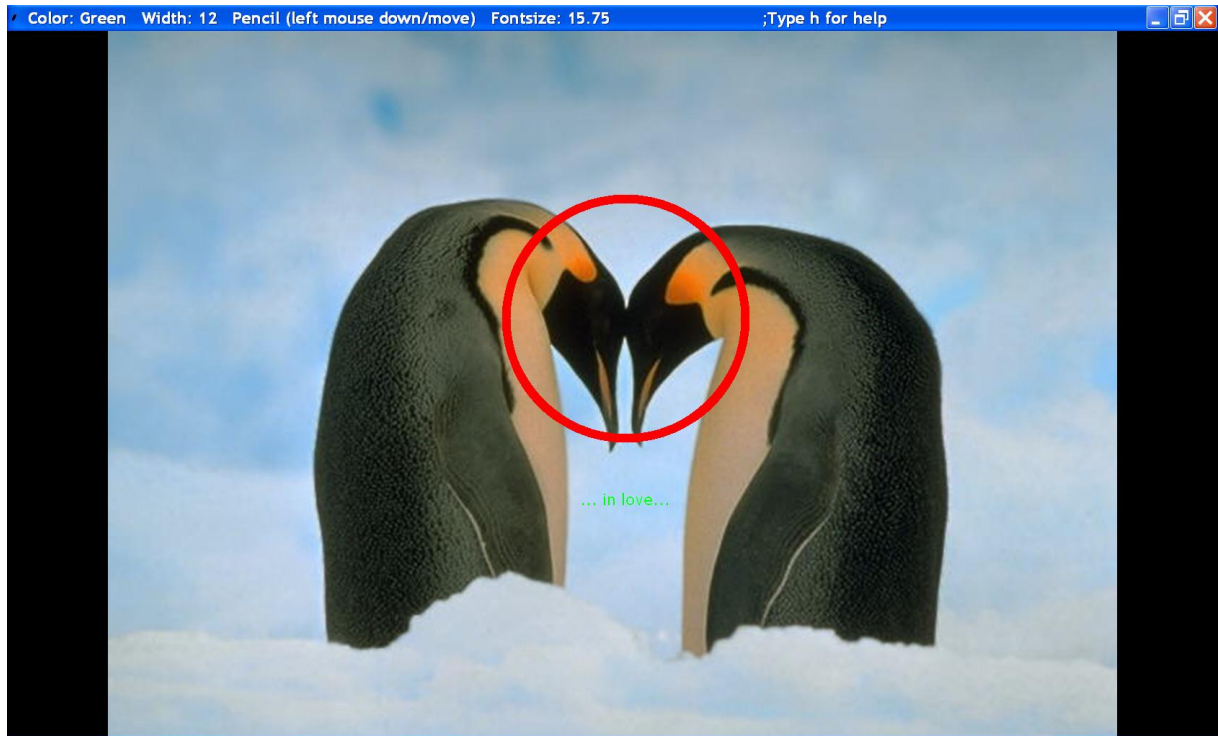 Color: Green Width: 12 Pencil (left mouse down/move) Fontsize: 15.75 ;Type h for help
... in love...